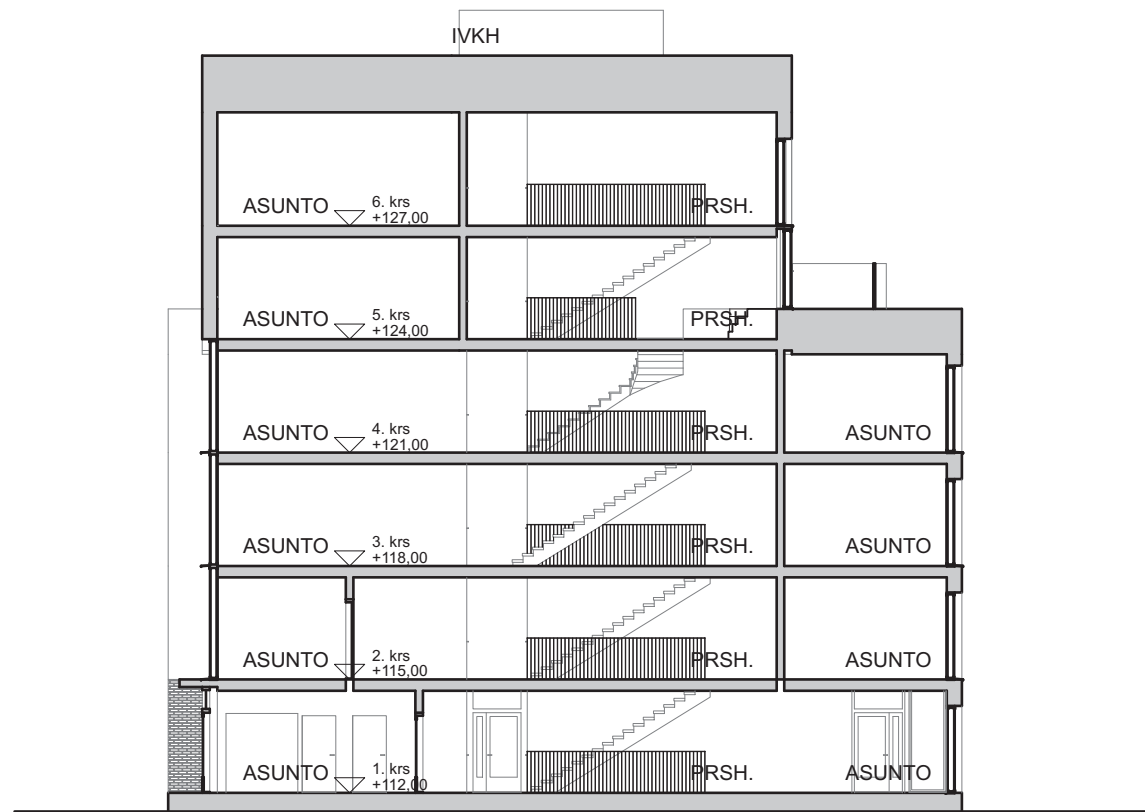 IVKH
ASUNTO 6. krs PRSH.
+127,00
ASUNTO 5. krs PRSH.
+124,00
ASUNTO 4. krs PRSH. ASUNTO
+121,00
ASUNTO 3. krs PRSH. ASUNTO
+118,00
ASUNTO 2. krs PRSH. ASUNTO
+115,00
ASUNTO 1. krs PRSH. ASUNTO
+112,00